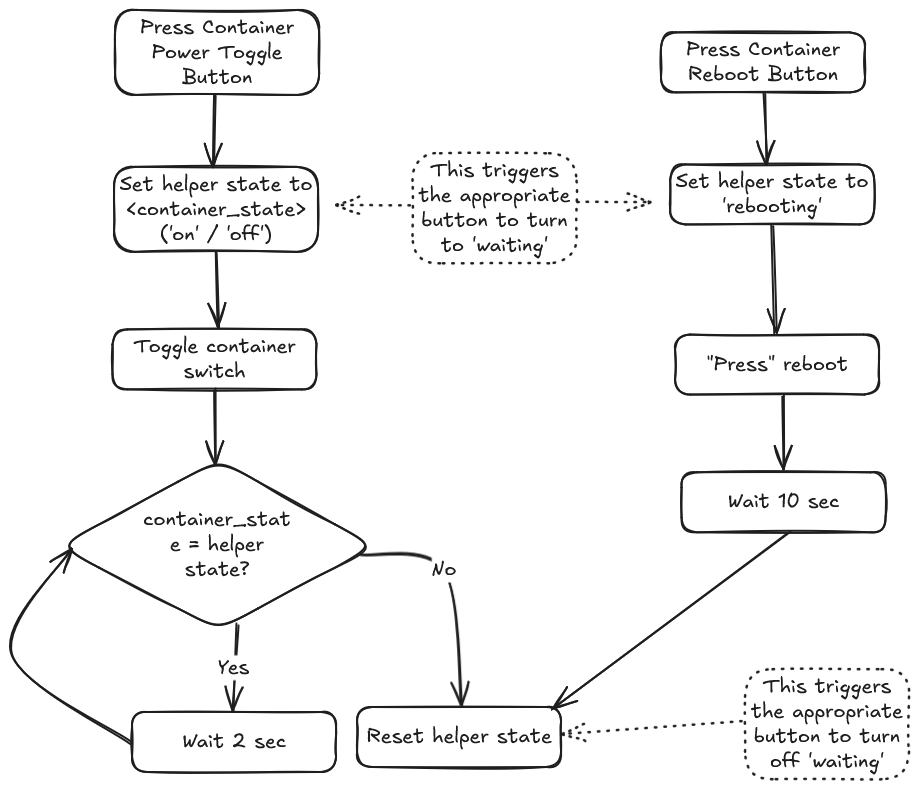 Press Container
Power Toggle
Button
Press Container
Reboot Button
Set helper state to
<container_state>
('on' / 'off')
This triggers
the appropriate
button to turn
to 'waiting'
Set helper state to
'rebooting'
Toggle container
switch
"Press" reboot
container_stat
e = helper
state?
Wait 10 sec
No
Yes
Wait 2 sec
Reset helper state
This triggers
the appropriate
button to turn
off 'waiting'